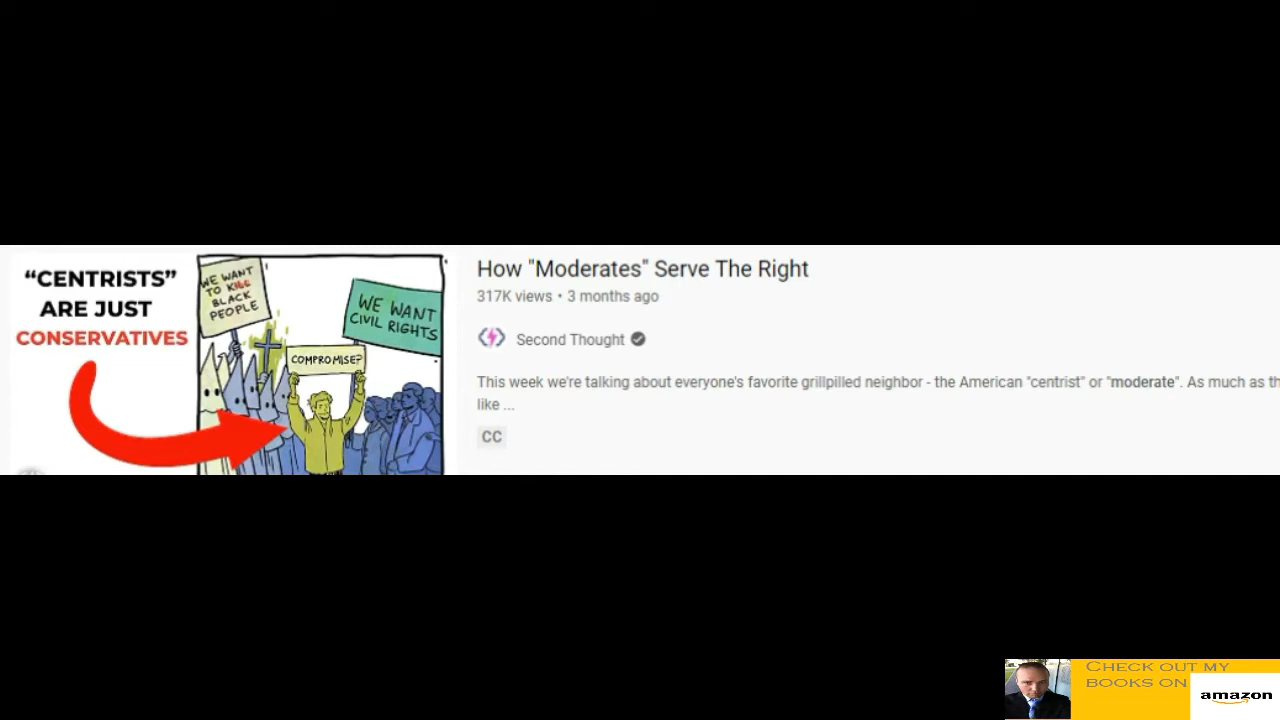 “CENTRISTS”
ARE JUST
CONSERVATIVES
WE WANT
TO KILL
BLACK
PEOPLE
COMPROMISE?
WE WANT
CIVIL RIGHTS
How "Moderates" Serve The Right
317K views • 3 months ago
Second Thought
This week we're talking about everyone's favorite grillpilled neighbor - the American "centrist" or "moderate". As much as th
like ...
CC
CHECK OUT MY
BOOKS ON
amazon